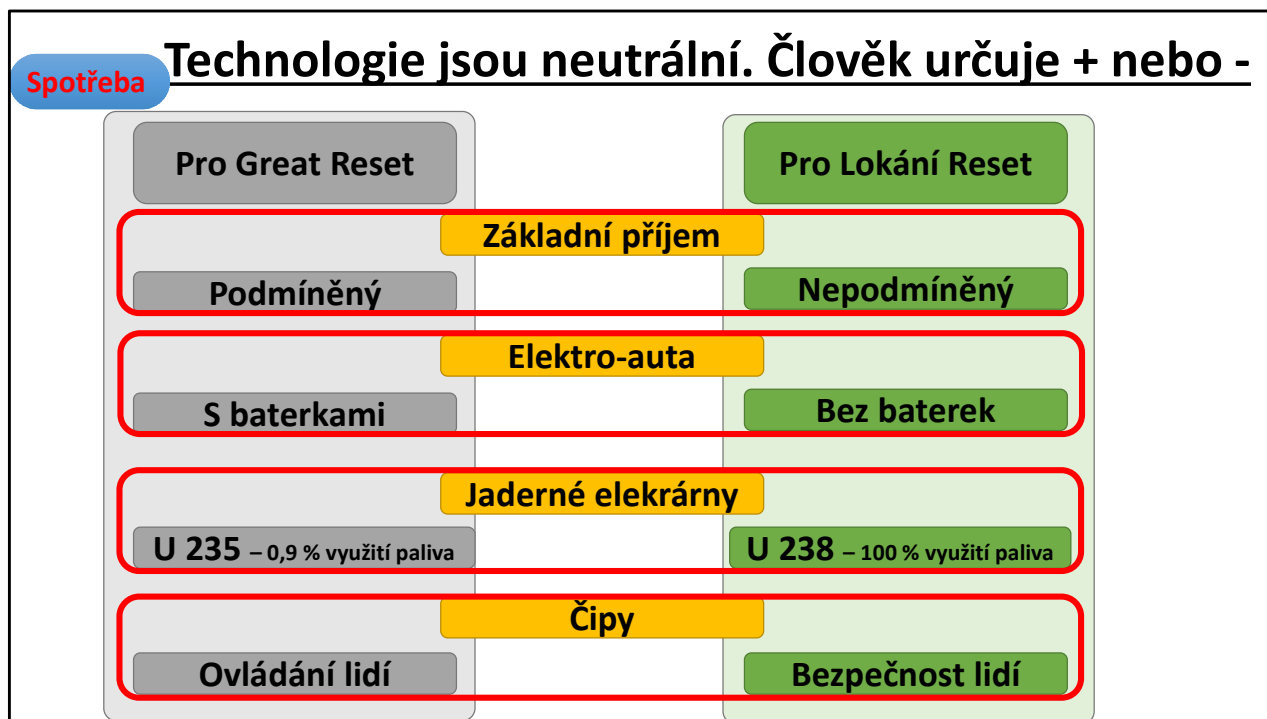 Technologie jsou neutrální. Člověk určuje + nebo -
Spotřeba
Pro Great Reset
Pro Lokání Reset
Základní příjem
Podmíněný
Nepodmíněný
Elektro-auta
S baterkami
Bez baterek
Jaderné elekrárny
U 235 – 0,9 % využití paliva
U 238 – 100 % využití paliva
Čipy
Ovládání lidí
Bezpečnost lidí